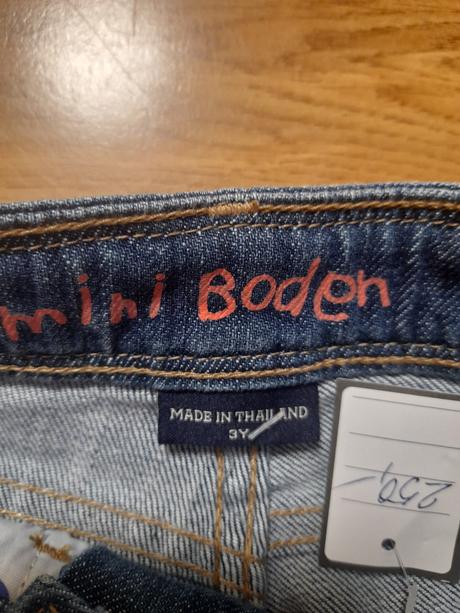 mini Boden
MADE IN THAILAND
3Y
250,-